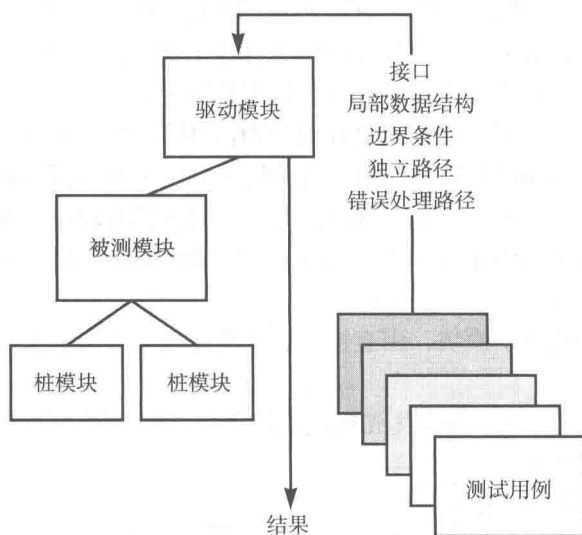 驱动模块
接口
局部数据结构
边界条件
独立路径
错误处理路径
被测模块
桩模块
桩模块
测试用例
结果